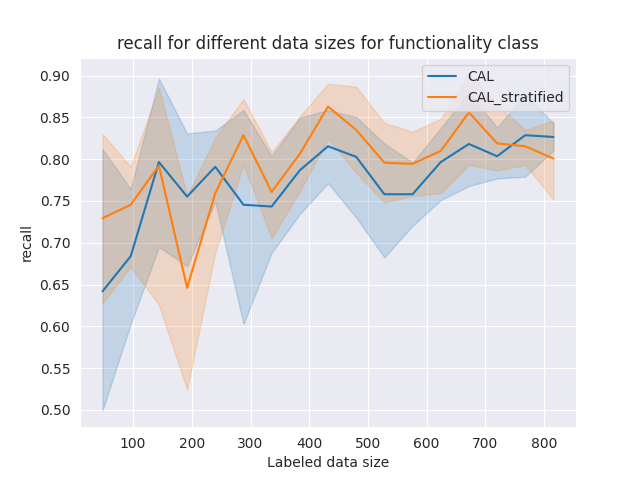 recall for different data sizes for functionality class
CAL
CAL_stratified
0.90
0.85
0.80
0.75
0.70
0.65
0.60
0.55
0.50
recall
100 200 300 400 500 600 700 800
Labeled data size